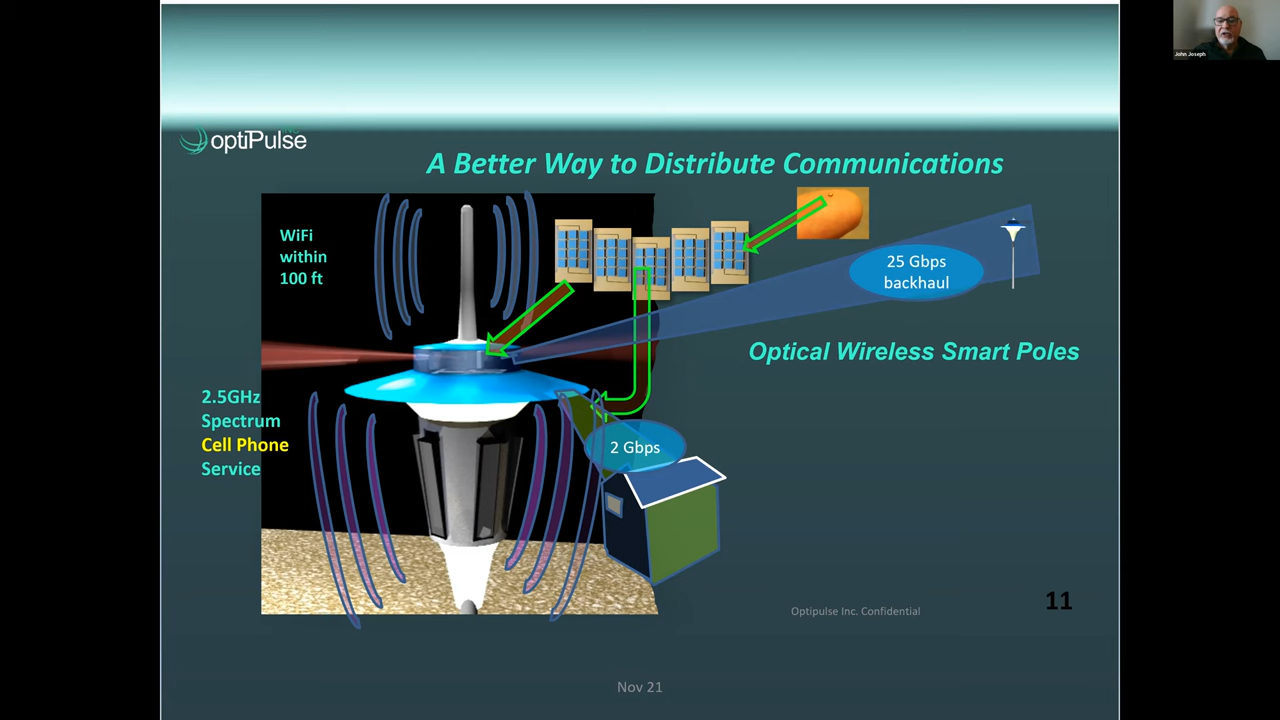 John Joseph
optiPulse
A Better Way to Distribute Communications
WiFi
within
100 ft
25 Gbps
backhaul
Optical Wireless Smart Poles
2.5GHz
Spectrum
Cell Phone
Service
2 Gbps
Optipulse Inc. Confidential
11
Nov 21